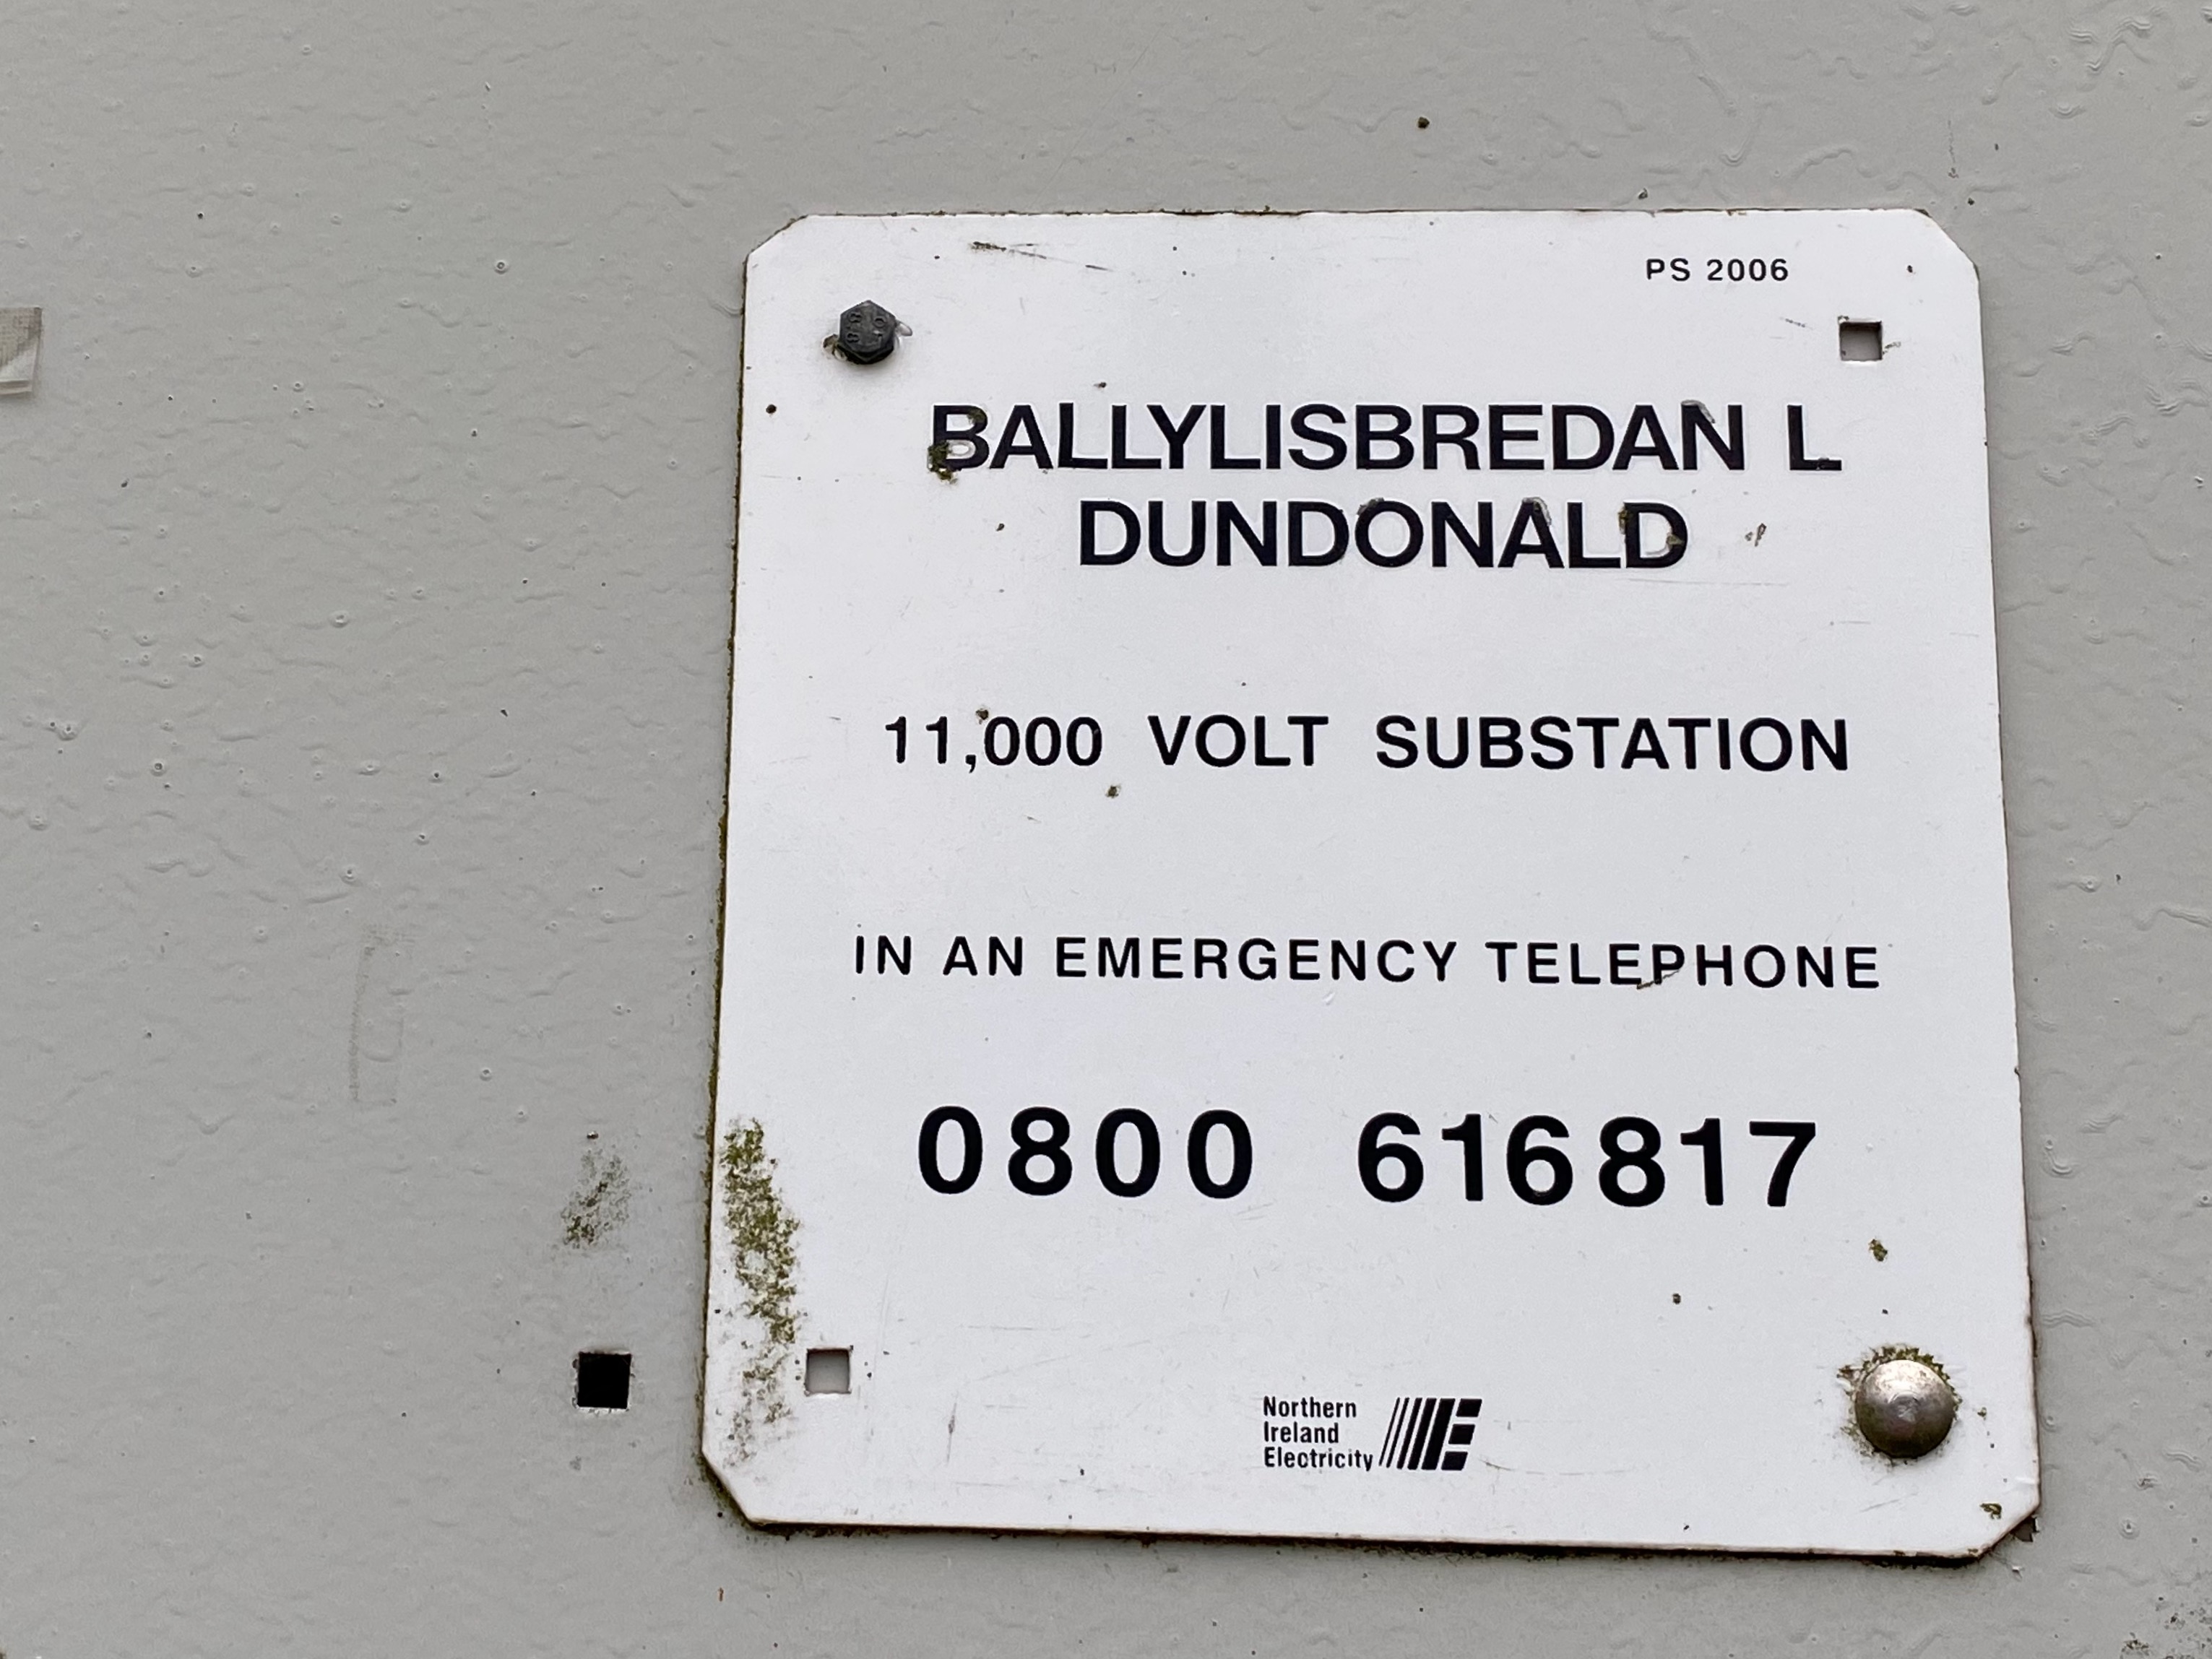 PS 2006
BALLYLISBREDAN L
DUNDONALD
11,000 VOLT SUBSTATION
IN AN EMERGENCY TELEPHONE
0800 616817
Northern
Ireland
Electricity